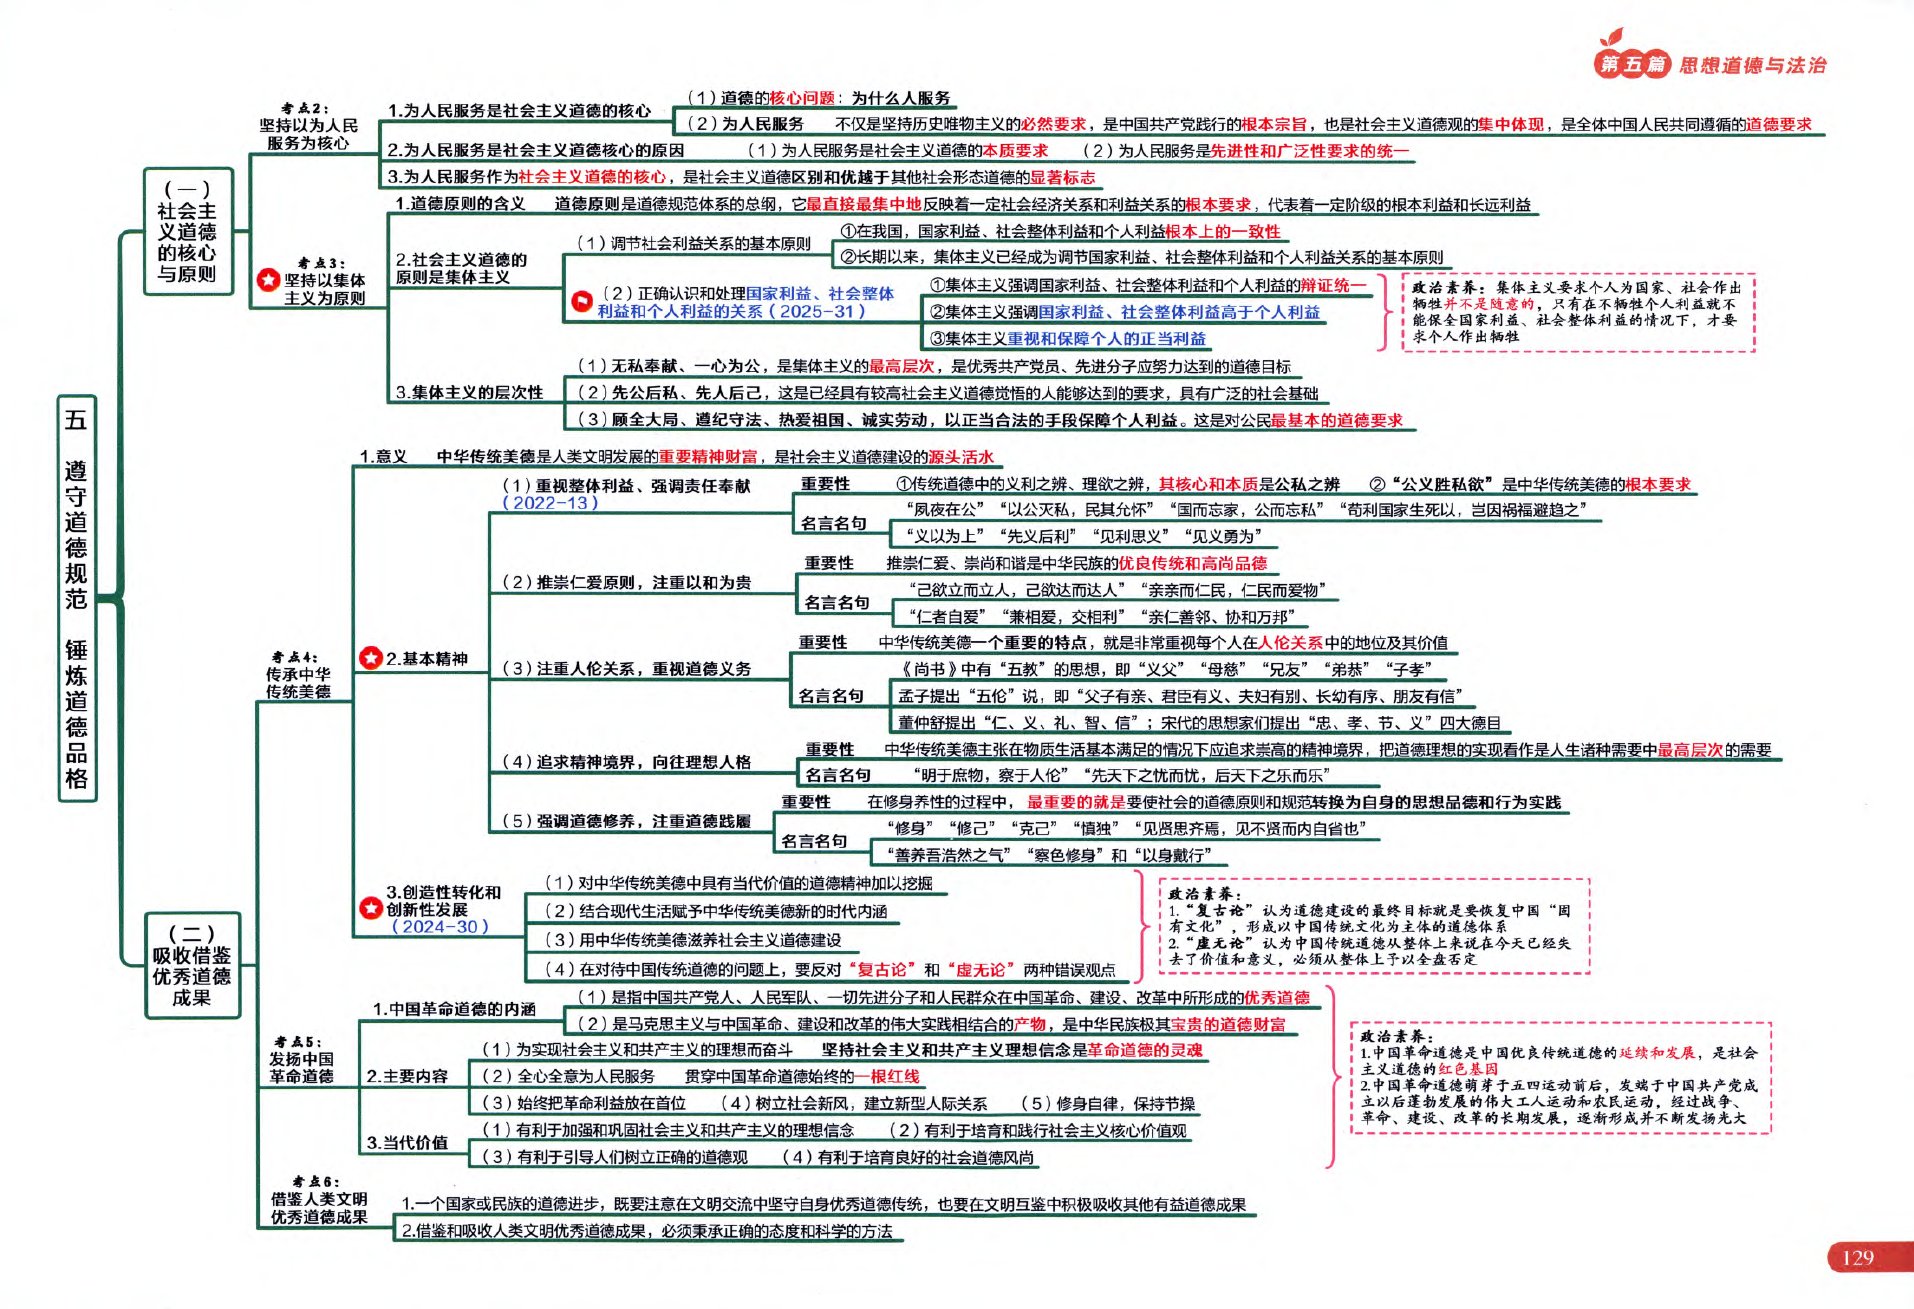 第五篇 思想道德与法治
五 遵守道德规范 锤炼道德品格
（一）
社会主
义道德
的核心
与原则
考点2：
坚持以为人民
服务为核心
1.为人民服务是社会主义道德的核心
（1）道德的核心问题：为什么人服务
（2）为人民服务 不仅是坚持历史唯物主义的必然要求，是中国共产党践行的根本宗旨，也是社会主义道德观的集中体现，是全体中国人民共同遵循的道德要求
2.为人民服务是社会主义道德核心的原因 （1）为人民服务是社会主义道德的本质要求 （2）为人民服务是先进性和广泛性要求的统一
3.为人民服务作为社会主义道德的核心，是社会主义道德区别和优越于其他社会形态道德的显著标志
考点3：
坚持以集体
主义为原则
1.道德原则的含义 道德原则是道德规范体系的总纲，它最直接最集中地反映着一定社会经济关系和利益关系的根本要求，代表着一定阶级的根本利益和长远利益
2.社会主义道德的
原则是集体主义
（1）调节社会利益关系的基本原则
①在我国，国家利益、社会整体利益和个人利益根本上的一致性
②长期以来，集体主义已经成为调节国家利益、社会整体利益和个人利益关系的基本原则
（2）正确认识和处理国家利益、社会整体
利益和个人利益的关系（2025-31）
①集体主义强调国家利益、社会整体利益和个人利益的辩证统一
②集体主义强调国家利益、社会整体利益高于个人利益
③集体主义重视和保障个人的正当利益
政治素养：集体主义要求个人为国家、社会作出
牺牲并不是随意的，只有在不牺牲个人利益就不
能保全国家利益、社会整体利益的情况下，才要
求个人作出牺牲
3.集体主义的层次性
（1）无私奉献、一心为公，是集体主义的最高层次，是优秀共产党员、先进分子应努力达到的道德目标
（2）先公后私、先人后己，这是已经具有较高社会主义道德觉悟的人能够达到的要求，具有广泛的社会基础
（3）顾全大局、遵纪守法、热爱祖国、诚实劳动，以正当合法的手段保障个人利益。这是对公民最基本的道德要求
（二）
吸收借鉴
优秀道德
成果
考点4：
传承中华
传统美德
1.意义 中华传统美德是人类文明发展的重要精神财富，是社会主义道德建设的源头活水
2.基本精神
（1）重视整体利益、强调责任奉献
（2022-13）
重要性 ①传统道德中的义利之辨、理欲之辨，其核心和本质是公私之辨 ②“公义胜私欲”是中华传统美德的根本要求
名言名句
“夙夜在公”“以公灭私，民其允怀”“国而忘家，公而忘私”“苟利国家生死以，岂因祸福避趋之”
“义以为上”“先义后利”“见利思义”“见义勇为”
（2）推崇仁爱原则，注重以和为贵
重要性 推崇仁爱、崇尚和谐是中华民族的优良传统和高尚品德
名言名句
“己欲立而立人，己欲达而达人”“亲亲而仁民，仁民而爱物”
“仁者自爱”“兼相爱，交相利”“亲仁善邻、协和万邦”
（3）注重人伦关系，重视道德义务
重要性 中华传统美德一个重要的特点，就是非常重视每个人在人伦关系中的地位及其价值
名言名句
《尚书》中有“五教”的思想，即“义父”“母慈”“兄友”“弟恭”“子孝”
孟子提出“五伦”说，即“父子有亲、君臣有义、夫妇有别、长幼有序、朋友有信”
董仲舒提出“仁、义、礼、智、信”；宋代的思想家们提出“忠、孝、节、义”四大德目
（4）追求精神境界，向往理想人格
重要性 中华传统美德主张在物质生活基本满足的情况下应追求崇高的精神境界，把道德理想的实现看作是人生诸种需要中最高层次的需要
名言名句 “明于庶物，察于人伦”“先天下之忧而忧，后天下之乐而乐”
（5）强调道德修养，注重道德践履
重要性 在修身养性的过程中，最重要的就是要使社会的道德原则和规范转换为自身的思想品德和行为实践
名言名句
“修身”“修己”“克己”“慎独”“见贤思齐焉，见不贤而内自省也”
“善养吾浩然之气”“察色修身”和“以身戴行”
3.创造性转化和
创新性发展
（2024-30）
（1）对中华传统美德中具有当代价值的道德精神加以挖掘
（2）结合现代生活赋予中华传统美德新的时代内涵
（3）用中华传统美德滋养社会主义道德建设
（4）在对待中国传统道德的问题上，要反对“复古论”和“虚无论”两种错误观点
政治素养：
1.“复古论”认为道德建设的最终目标就是要恢复中国“固
有文化”，形成以中国传统文化为主体的道德体系
2.“虚无论”认为中国传统道德从整体上来说在今天已经失
去了价值和意义，必须从整体上予以全盘否定
考点5：
发扬中国
革命道德
1.中国革命道德的内涵
（1）是指中国共产党人、人民军队、一切先进分子和人民群众在中国革命、建设、改革中所形成的优秀道德
（2）是马克思主义与中国革命、建设和改革的伟大实践相结合的产物，是中华民族极其宝贵的道德财富
2.主要内容
（1）为实现社会主义和共产主义的理想而奋斗 坚持社会主义和共产主义理想信念是革命道德的灵魂
（2）全心全意为人民服务 贯穿中国革命道德始终的一根红线
（3）始终把革命利益放在首位 （4）树立社会新风，建立新型人际关系 （5）修身自律，保持节操
3.当代价值
（1）有利于加强和巩固社会主义和共产主义的理想信念 （2）有利于培育和践行社会主义核心价值观
（3）有利于引导人们树立正确的道德观 （4）有利于培育良好的社会道德风尚
政治素养：
1.中国革命道德是中国优良传统道德的延续和发展，是社会
主义道德的红色基因
2.中国革命道德萌芽于五四运动前后，发端于中国共产党成
立以后蓬勃发展的伟大工人运动和农民运动，经过战争、
革命、建设、改革的长期发展，逐渐形成并不断发扬光大
考点6：
借鉴人类文明
优秀道德成果
1.一个国家或民族的道德进步，既要注意在文明交流中坚守自身优秀道德传统，也要在文明互鉴中积极吸收其他有益道德成果
2.借鉴和吸收人类文明优秀道德成果，必须秉承正确的态度和科学的方法
129